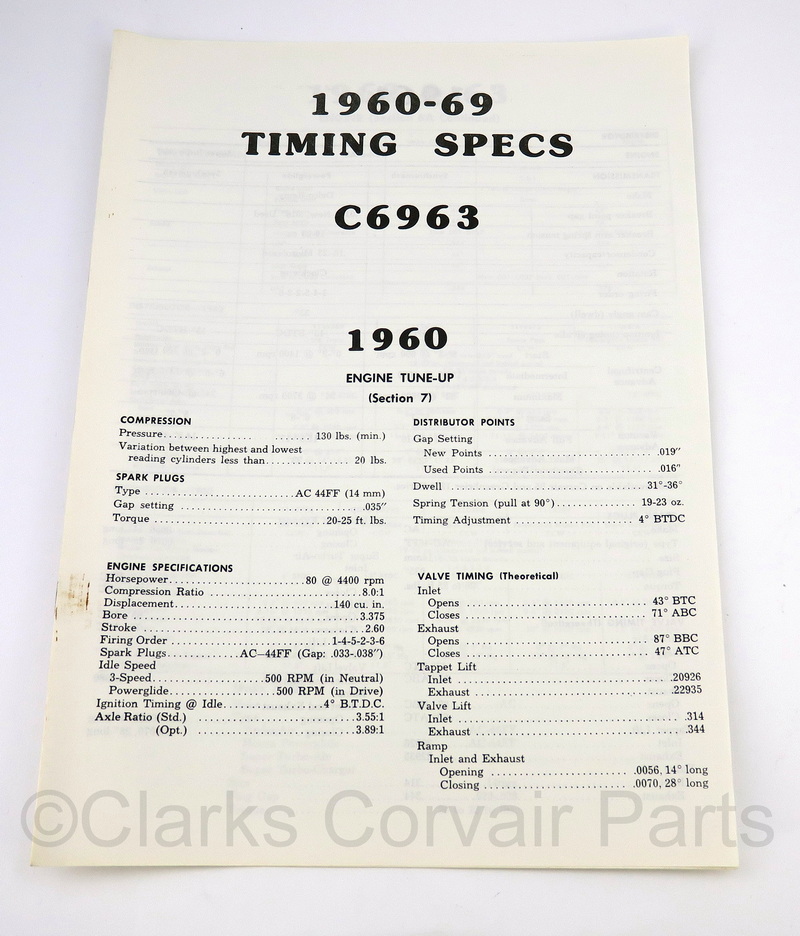 1960-69
TIMING SPECS
C6963
1960
ENGINE TUNE-UP
(Section 7)
COMPRESSION
Pressure................ ....... 130 lbs. (min.)
Variation between highest and lowest
reading cylinders less than.............. 20 lbs.
SPARK PLUGS
Type .........................AC 44FF (14 mm)
Gap setting ..............................035"
Torque .............................20-25 ft. lbs.
DISTRIBUTOR POINTS
Gap Setting
New Points ...............................019"
Used Points ..............................016"
Dwell ................................... 31°-36°
Spring Tension (pull at 90°)............. 19-23 oz.
Timing Adjustment ..................... 4° BTDC
ENGINE SPECIFICATIONS
Horsepower.......................80 @ 4400 rpm
Compression Ratio ......................... 8.0:1
Displacement...........................140 cu. in.
Bore ..................................... 3.375
Stroke .................................... 2.60
Firing Order ..........................1-4-5-2-3-6
Spark Plugs............AC-44FF (Gap: .033-.038")
Idle Speed
3-Speed....................500 RPM (in Neutral)
Powerglide...................500 RPM (in Drive)
Ignition Timing @ Idle................4° B.T.D.C.
Axle Ratio (Std.) .........................3.55:1
(Opt.) .........................3.89:1
VALVE TIMING (Theoretical)
Inlet
Opens ............................... 43° BTC
Closes .............................. 71° ABC
Exhaust
Opens ............................... 87° BBC
Closes .............................. 47° ATC
Tappet Lift
Inlet ....................................20926
Exhaust ..................................22935
Valve Lift
Inlet ......................................314
Exhaust ....................................344
Ramp
Inlet and Exhaust
Opening .......................0056, 14° long
Closing .......................0070, 28° long
©Clarks Corvair Parts